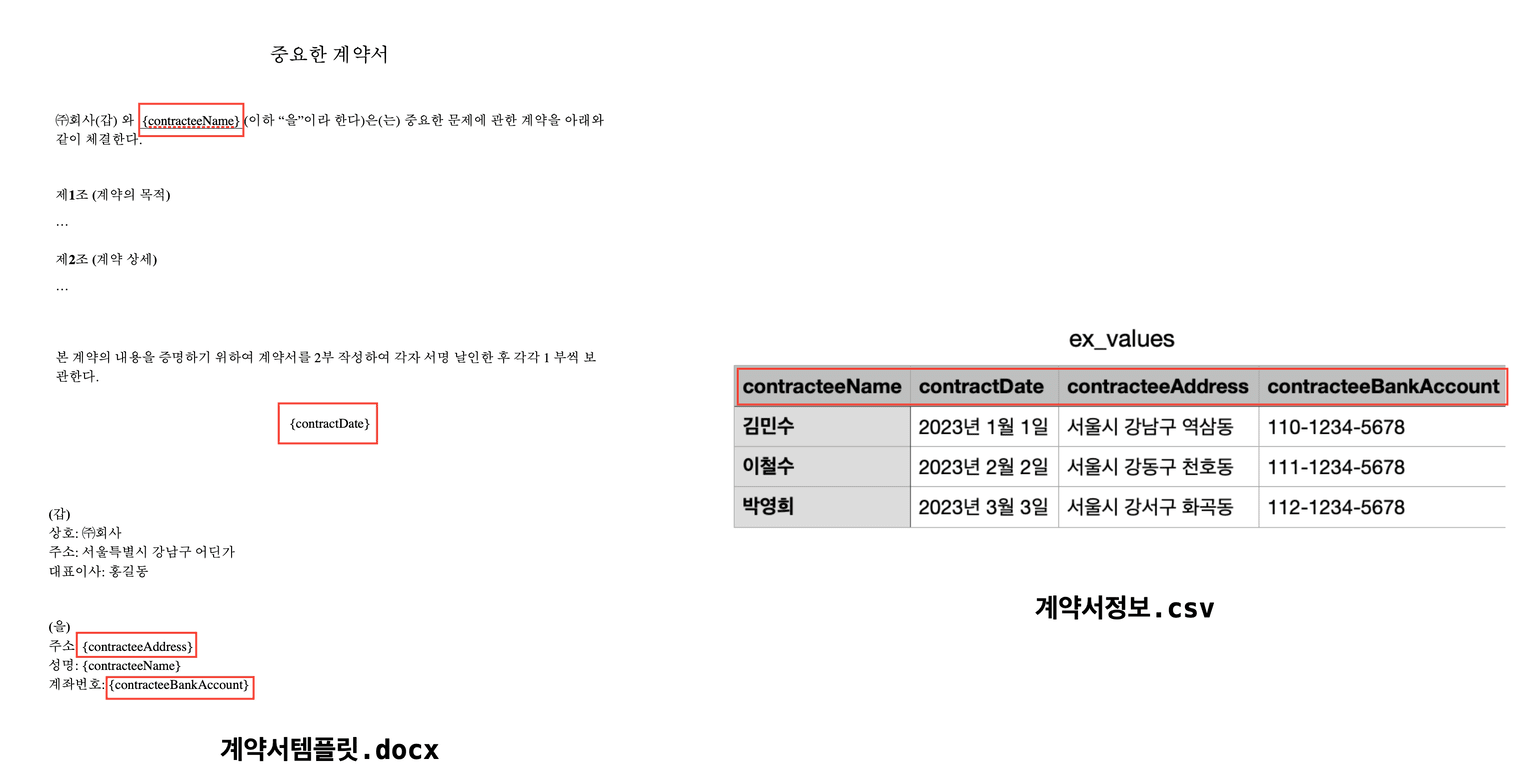 중요한 계약서
㈜회사(갑) 와 {contracteeName} (이하 “을”이라 한다)은(는) 중요한 문제에 관한 계약을 아래와
같이 체결한다.
제1조 (계약의 목적)
…
제2조 (계약 상세)
…
본 계약의 내용을 증명하기 위하여 계약서를 2부 작성하여 각자 서명 날인한 후 각각 1 부씩 보
관한다.
{contractDate}
(갑)
상호: ㈜회사
주소: 서울특별시 강남구 어딘가
대표이사: 홍길동
(을)
주소: {contracteeAddress}
성명: {contracteeName}
계좌번호: {contracteeBankAccount}
계약서템플릿.docx
ex_values
contracteeName contractDate contracteeAddress contracteeBankAccount
김민수 2023년 1월 1일 서울시 강남구 역삼동 110-1234-5678
이철수 2023년 2월 2일 서울시 강동구 천호동 111-1234-5678
박영희 2023년 3월 3일 서울시 강서구 화곡동 112-1234-5678
계약서정보.csv